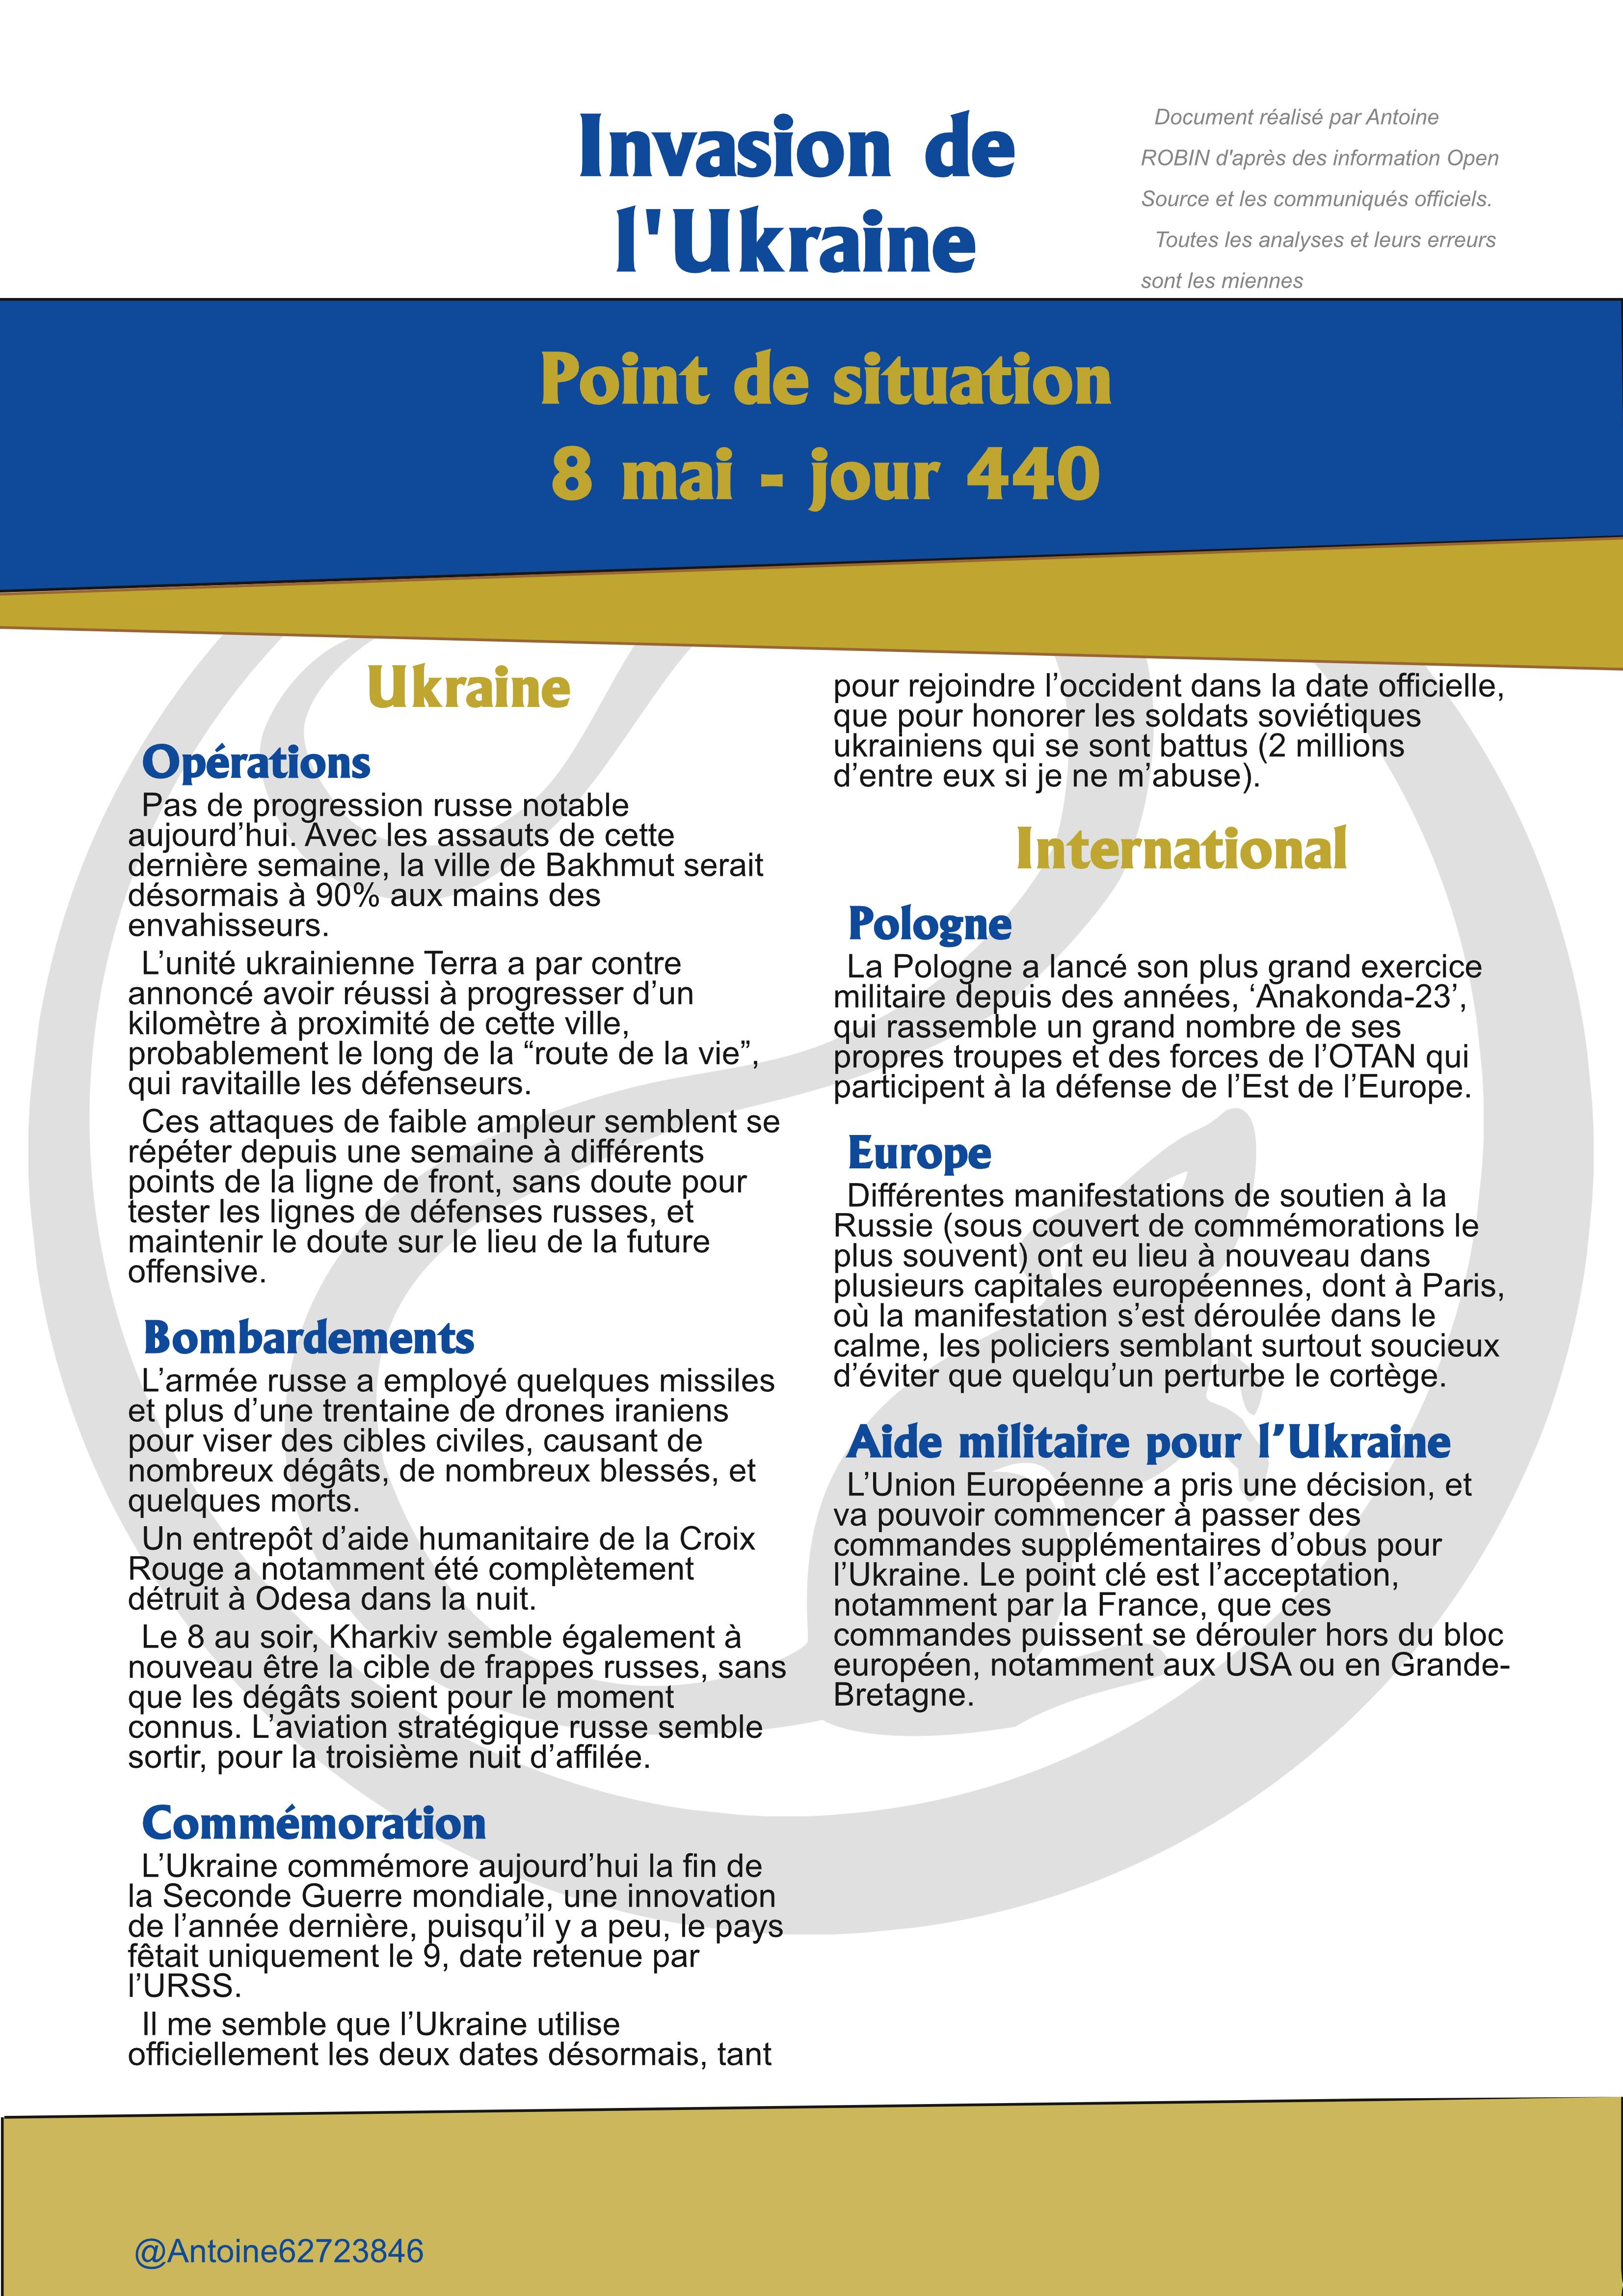 Invasion de
l'Ukraine
Document réalisé par Antoine
ROBIN d'après des information Open
Source et les communiqués officiels.
Toutes les analyses et leurs erreurs
sont les miennes
Point de situation
8 mai - jour 440
Ukraine
Opérations
Pas de progression russe notable
aujourd’hui. Avec les assauts de cette
dernière semaine, la ville de Bakhmut serait
désormais à 90% aux mains des
envahisseurs.
L’unité ukrainienne Terra a par contre
annoncé avoir réussi à progresser d’un
kilomètre à proximité de cette ville,
probablement le long de la “route de la vie”,
qui ravitaille les défenseurs.
Ces attaques de faible ampleur semblent se
répéter depuis une semaine à différents
points de la ligne de front, sans doute pour
tester les lignes de défenses russes, et
maintenir le doute sur le lieu de la future
offensive.
Bombardements
L’armée russe a employé quelques missiles
et plus d’une trentaine de drones iraniens
pour viser des cibles civiles, causant de
nombreux dégâts, de nombreux blessés, et
quelques morts.
Un entrepôt d’aide humanitaire de la Croix
Rouge a notamment été complètement
détruit à Odesa dans la nuit.
Le 8 au soir, Kharkiv semble également à
nouveau être la cible de frappes russes, sans
que les dégâts soient pour le moment
connus. L’aviation stratégique russe semble
sortir, pour la troisième nuit d’affilée.
Commémoration
L’Ukraine commémore aujourd’hui la fin de
la Seconde Guerre mondiale, une innovation
de l’année dernière, puisqu’il y a peu, le pays
fêtait uniquement le 9, date retenue par
l’URSS.
Il me semble que l’Ukraine utilise
officiellement les deux dates désormais, tant
pour rejoindre l’occident dans la date officielle,
que pour honorer les soldats soviétiques
ukrainiens qui se sont battus (2 millions
d’entre eux si je ne m’abuse).
International
Pologne
La Pologne a lancé son plus grand exercice
militaire depuis des années, ‘Anakonda-23’,
qui rassemble un grand nombre de ses
propres troupes et des forces de l’OTAN qui
participent à la défense de l’Est de l’Europe.
Europe
Différentes manifestations de soutien à la
Russie (sous couvert de commémorations le
plus souvent) ont eu lieu à nouveau dans
plusieurs capitales européennes, dont à Paris,
où la manifestation s’est déroulée dans le
calme, les policiers semblant surtout soucieux
d’éviter que quelqu’un perturbe le cortège.
Aide militaire pour l’Ukraine
L’Union Européenne a pris une décision, et
va pouvoir commencer à passer des
commandes supplémentaires d’obus pour
l’Ukraine. Le point clé est l’acceptation,
notamment par la France, que ces
commandes puissent se dérouler hors du bloc
européen, notamment aux USA ou en Grande-
Bretagne.
@Antoine62723846